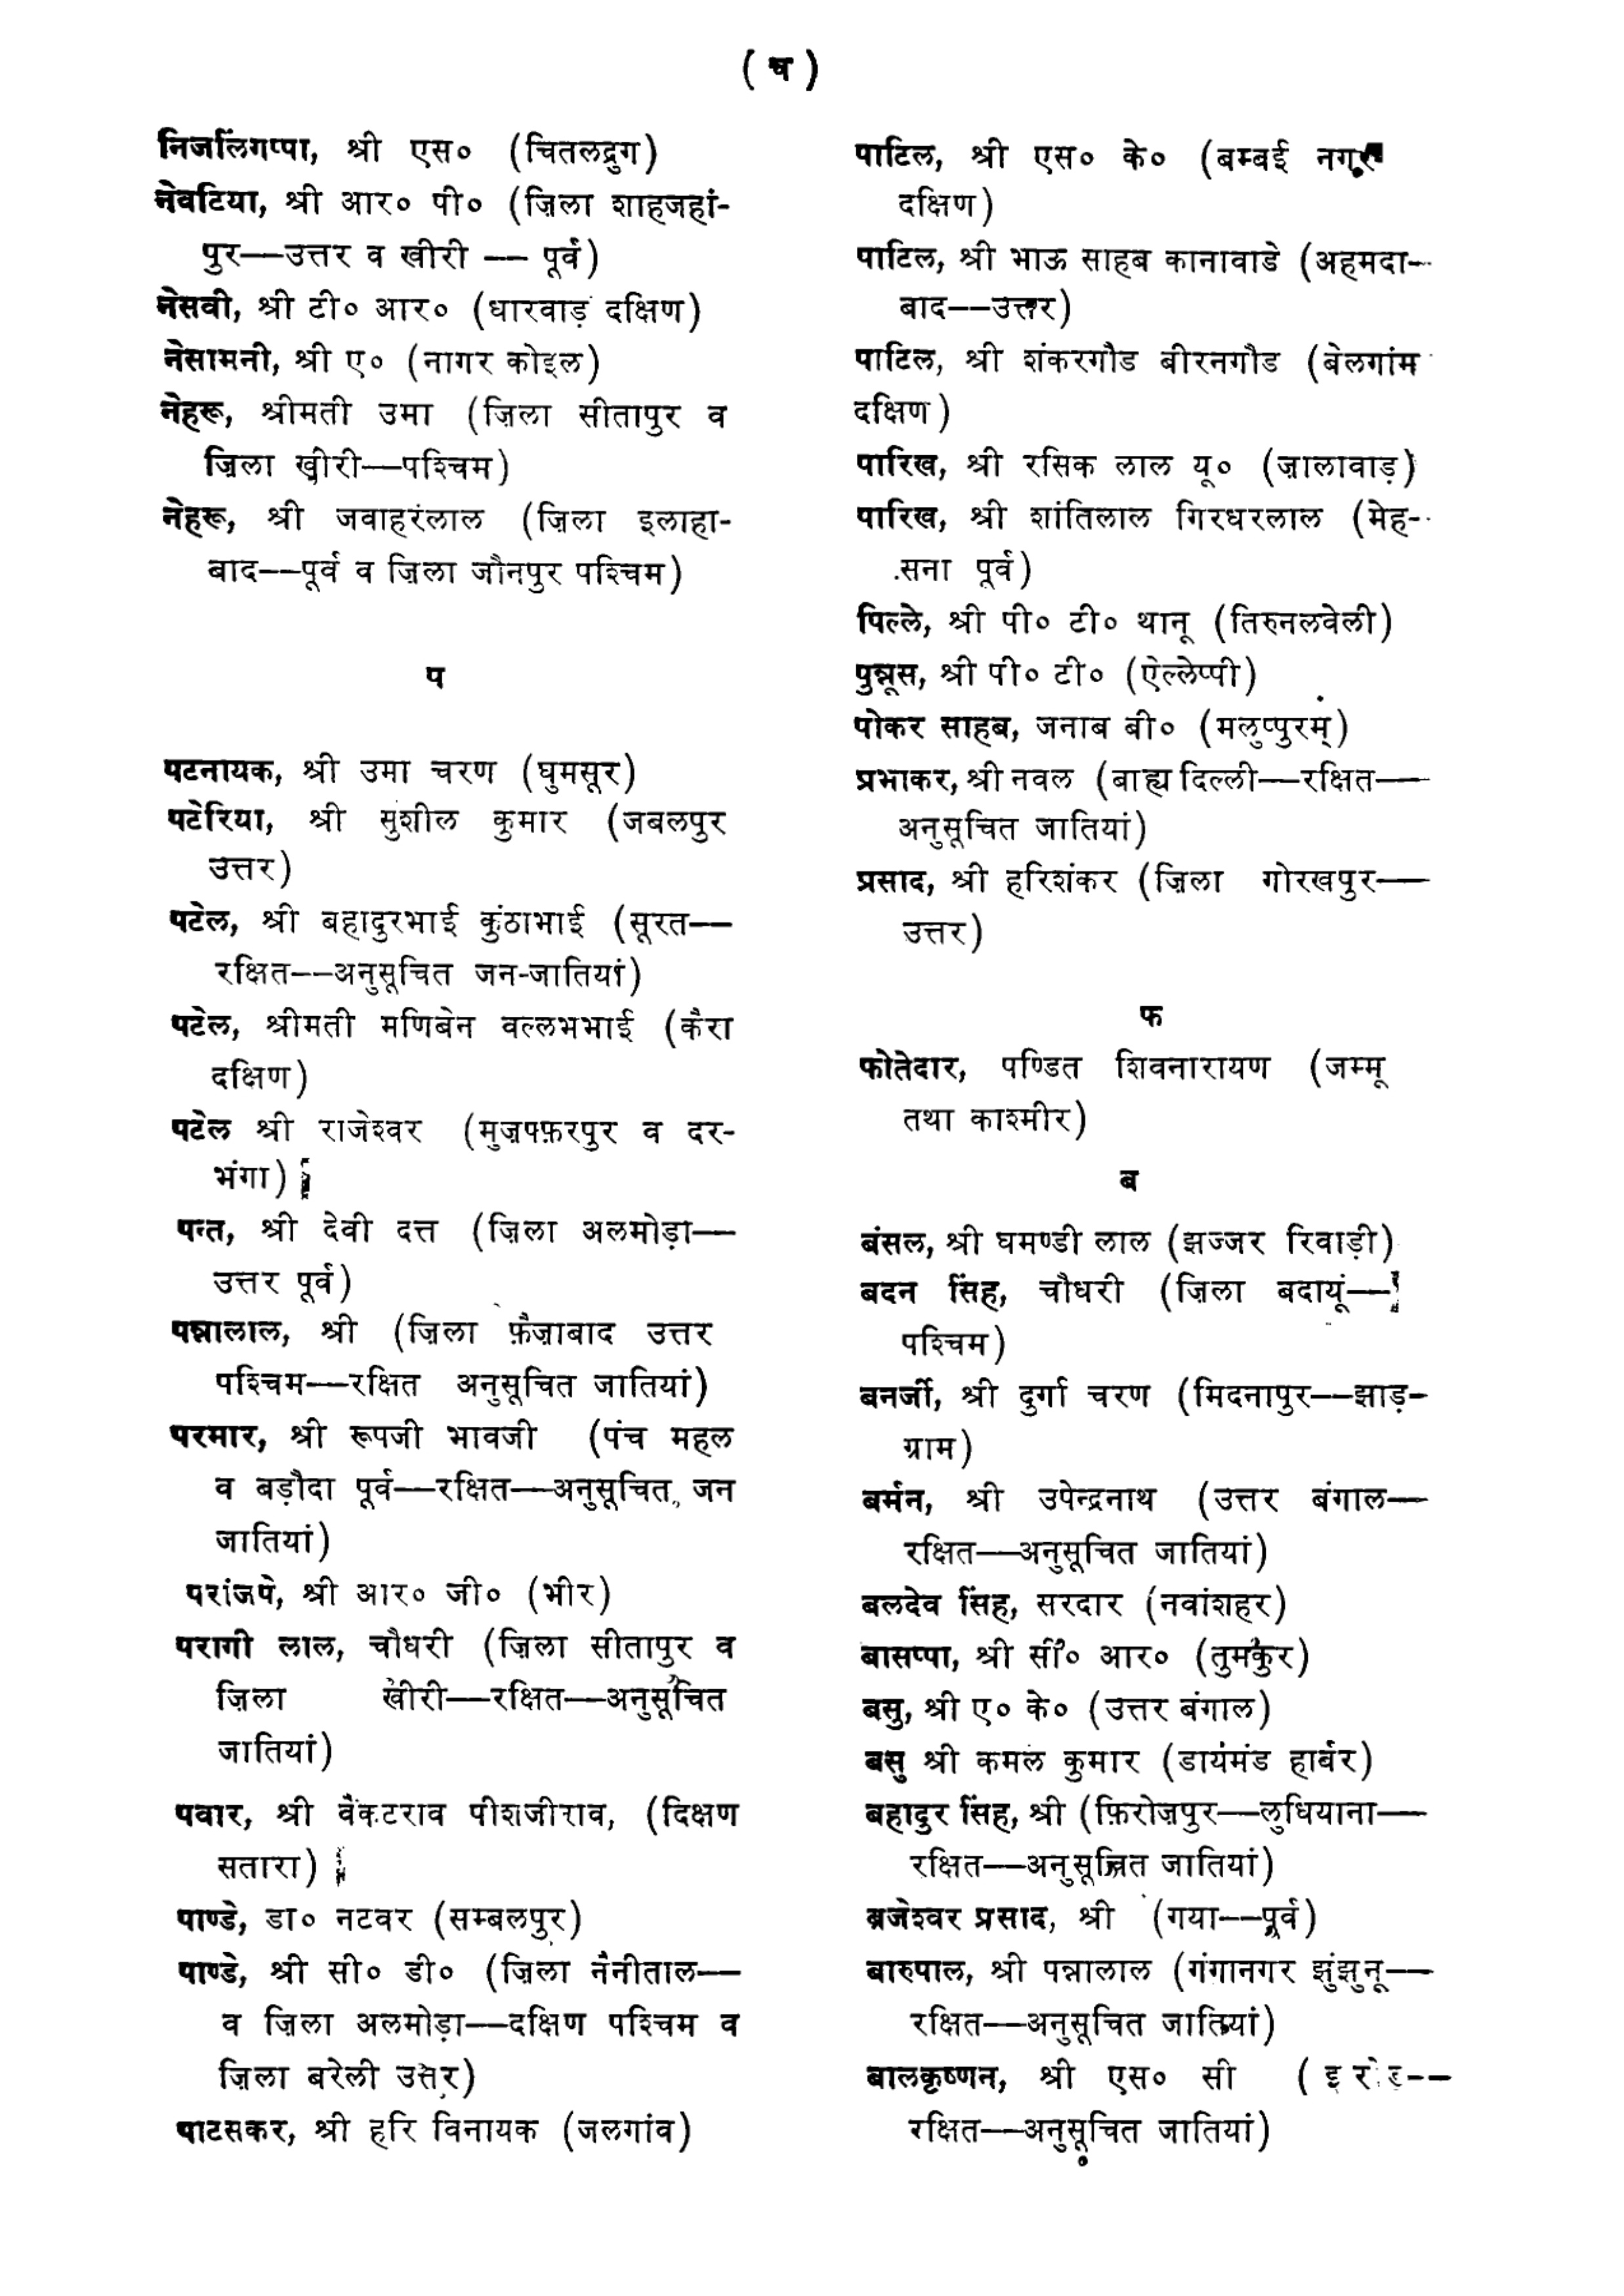 ( च )
निजलिंगप्पा, श्री एस० (चितलद्रुग)
नेवटिया, श्री आर० पी० (ज़िला शाहजहां-
पुर—उत्तर व खीरी — पूर्व)
नेसवी, श्री टी० आर० (धारवाड़ दक्षिण)
नेसामनी, श्री ए० (नागर कोइल)
नेहरू, श्रीमती उमा (ज़िला सीतापुर व
ज़िला खीरी—पश्चिम)
नेहरू, श्री जवाहरलाल (ज़िला इलाहा-
बाद—पूर्व व ज़िला जौनपुर पश्चिम)
प
पटनायक, श्री उमा चरण (घुमसूर)
पटेरिया, श्री सुशील कुमार (जबलपुर
उत्तर)
पटेल, श्री बहादुरभाई कुंठाभाई (सूरत—
रक्षित—अनुसूचित जन-जातियां)
पटेल, श्रीमती मणिबेन वल्लभभाई (कैरा
दक्षिण)
पटेल श्री राजेश्वर (मुज़फ्फ़रपुर व दर-
भंगा)
पन्त, श्री देवी दत्त (ज़िला अलमोड़ा—
उत्तर पूर्व)
पन्नालाल, श्री (ज़िला फ़ैज़ाबाद उत्तर
पश्चिम—रक्षित अनुसूचित जातियां)
परमार, श्री रूपजी भावजी (पंच महल
व बड़ौदा पूर्व—रक्षित—अनुसूचित, जन
जातियां)
परांजपे, श्री आर० जी० (भीर)
परागी लाल, चौधरी (ज़िला सीतापुर व
ज़िला खीरी—रक्षित—अनुसूचित
जातियां)
पवार, श्री वैंकटराव पीराजीराव, (दिक्षण
सतारा)
पाण्डे, डा० नटवर (सम्बलपुर)
पाण्डे, श्री सी० डी० (ज़िला नैनीताल—
व ज़िला अलमोड़ा—दक्षिण पश्चिम व
ज़िला बरेली उत्तर)
पाटसकर, श्री हरि विनायक (जलगांव)
पाटिल, श्री एस० के० (बम्बई नगर
दक्षिण)
पाटिल, श्री भाऊ साहब कानावाडे (अहमदा-
बाद—उत्तर)
पाटिल, श्री शंकरगौड बीरनगौड (बेलगांम
दक्षिण)
पारिख, श्री रसिक लाल यू० (ज़ालावाड़)
पारिख, श्री शांतिलाल गिरधरलाल (मेह-
सना पूर्व)
पिल्ले, श्री पी० टी० थानू (तिरुनलवेली)
पुन्नूस, श्री पी० टी० (ऐल्लेप्पी)
पोकर साहब, जनाब बी० (मलुप्पुरम्)
प्रभाकर, श्री नवल (बाह्य दिल्ली—रक्षित—
अनुसूचित जातियां)
प्रसाद, श्री हरिशंकर (ज़िला गोरखपुर—
उत्तर)
फ
फोतेदार, पण्डित शिवनारायण (जम्मू
तथा काश्मीर)
ब
बंसल, श्री घमण्डी लाल (झज्जर रिवाड़ी)
बदन सिंह, चौधरी (ज़िला बदायूं—
पश्चिम)
बनर्जी, श्री दुर्गा चरण (मिदनापुर—झाड़-
ग्राम)
बर्मन, श्री उपेन्द्रनाथ (उत्तर बंगाल—
रक्षित—अनुसूचित जातियां)
बलदेव सिंह, सरदार (नवांशहर)
बासप्पा, श्री सी० आर० (तुमकुर)
बसु, श्री ए० के० (उत्तर बंगाल)
बसु श्री कमल कुमार (डायमंड हार्बर)
बहादुर सिंह, श्री (फ़िरोज़पुर—लुधियाना—
रक्षित—अनुसूचित जातियां)
ब्रजेश्वर प्रसाद, श्री (गया—पूर्व)
बारुपाल, श्री पन्नालाल (गंगानगर झुंझुनू—
रक्षित—अनुसूचित जातियां)
बालकृष्णन, श्री एस० सी (इरोड—
रक्षित—अनुसूचित जातियां)